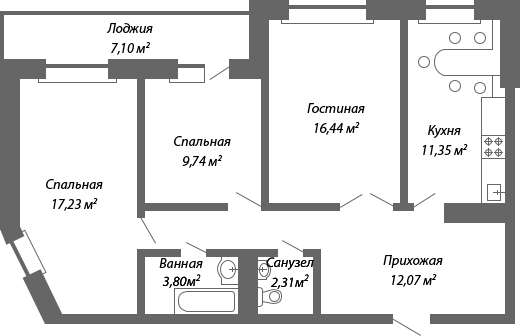 Лоджия
7,10 м²
Гостиная
16,44 м²
Спальная
9,74 м²
Кухня
11,35 м²
Спальная
17,23 м²
Ванная
3,80м²
Санузел
2,31м²
Прихожая
12,07 м²